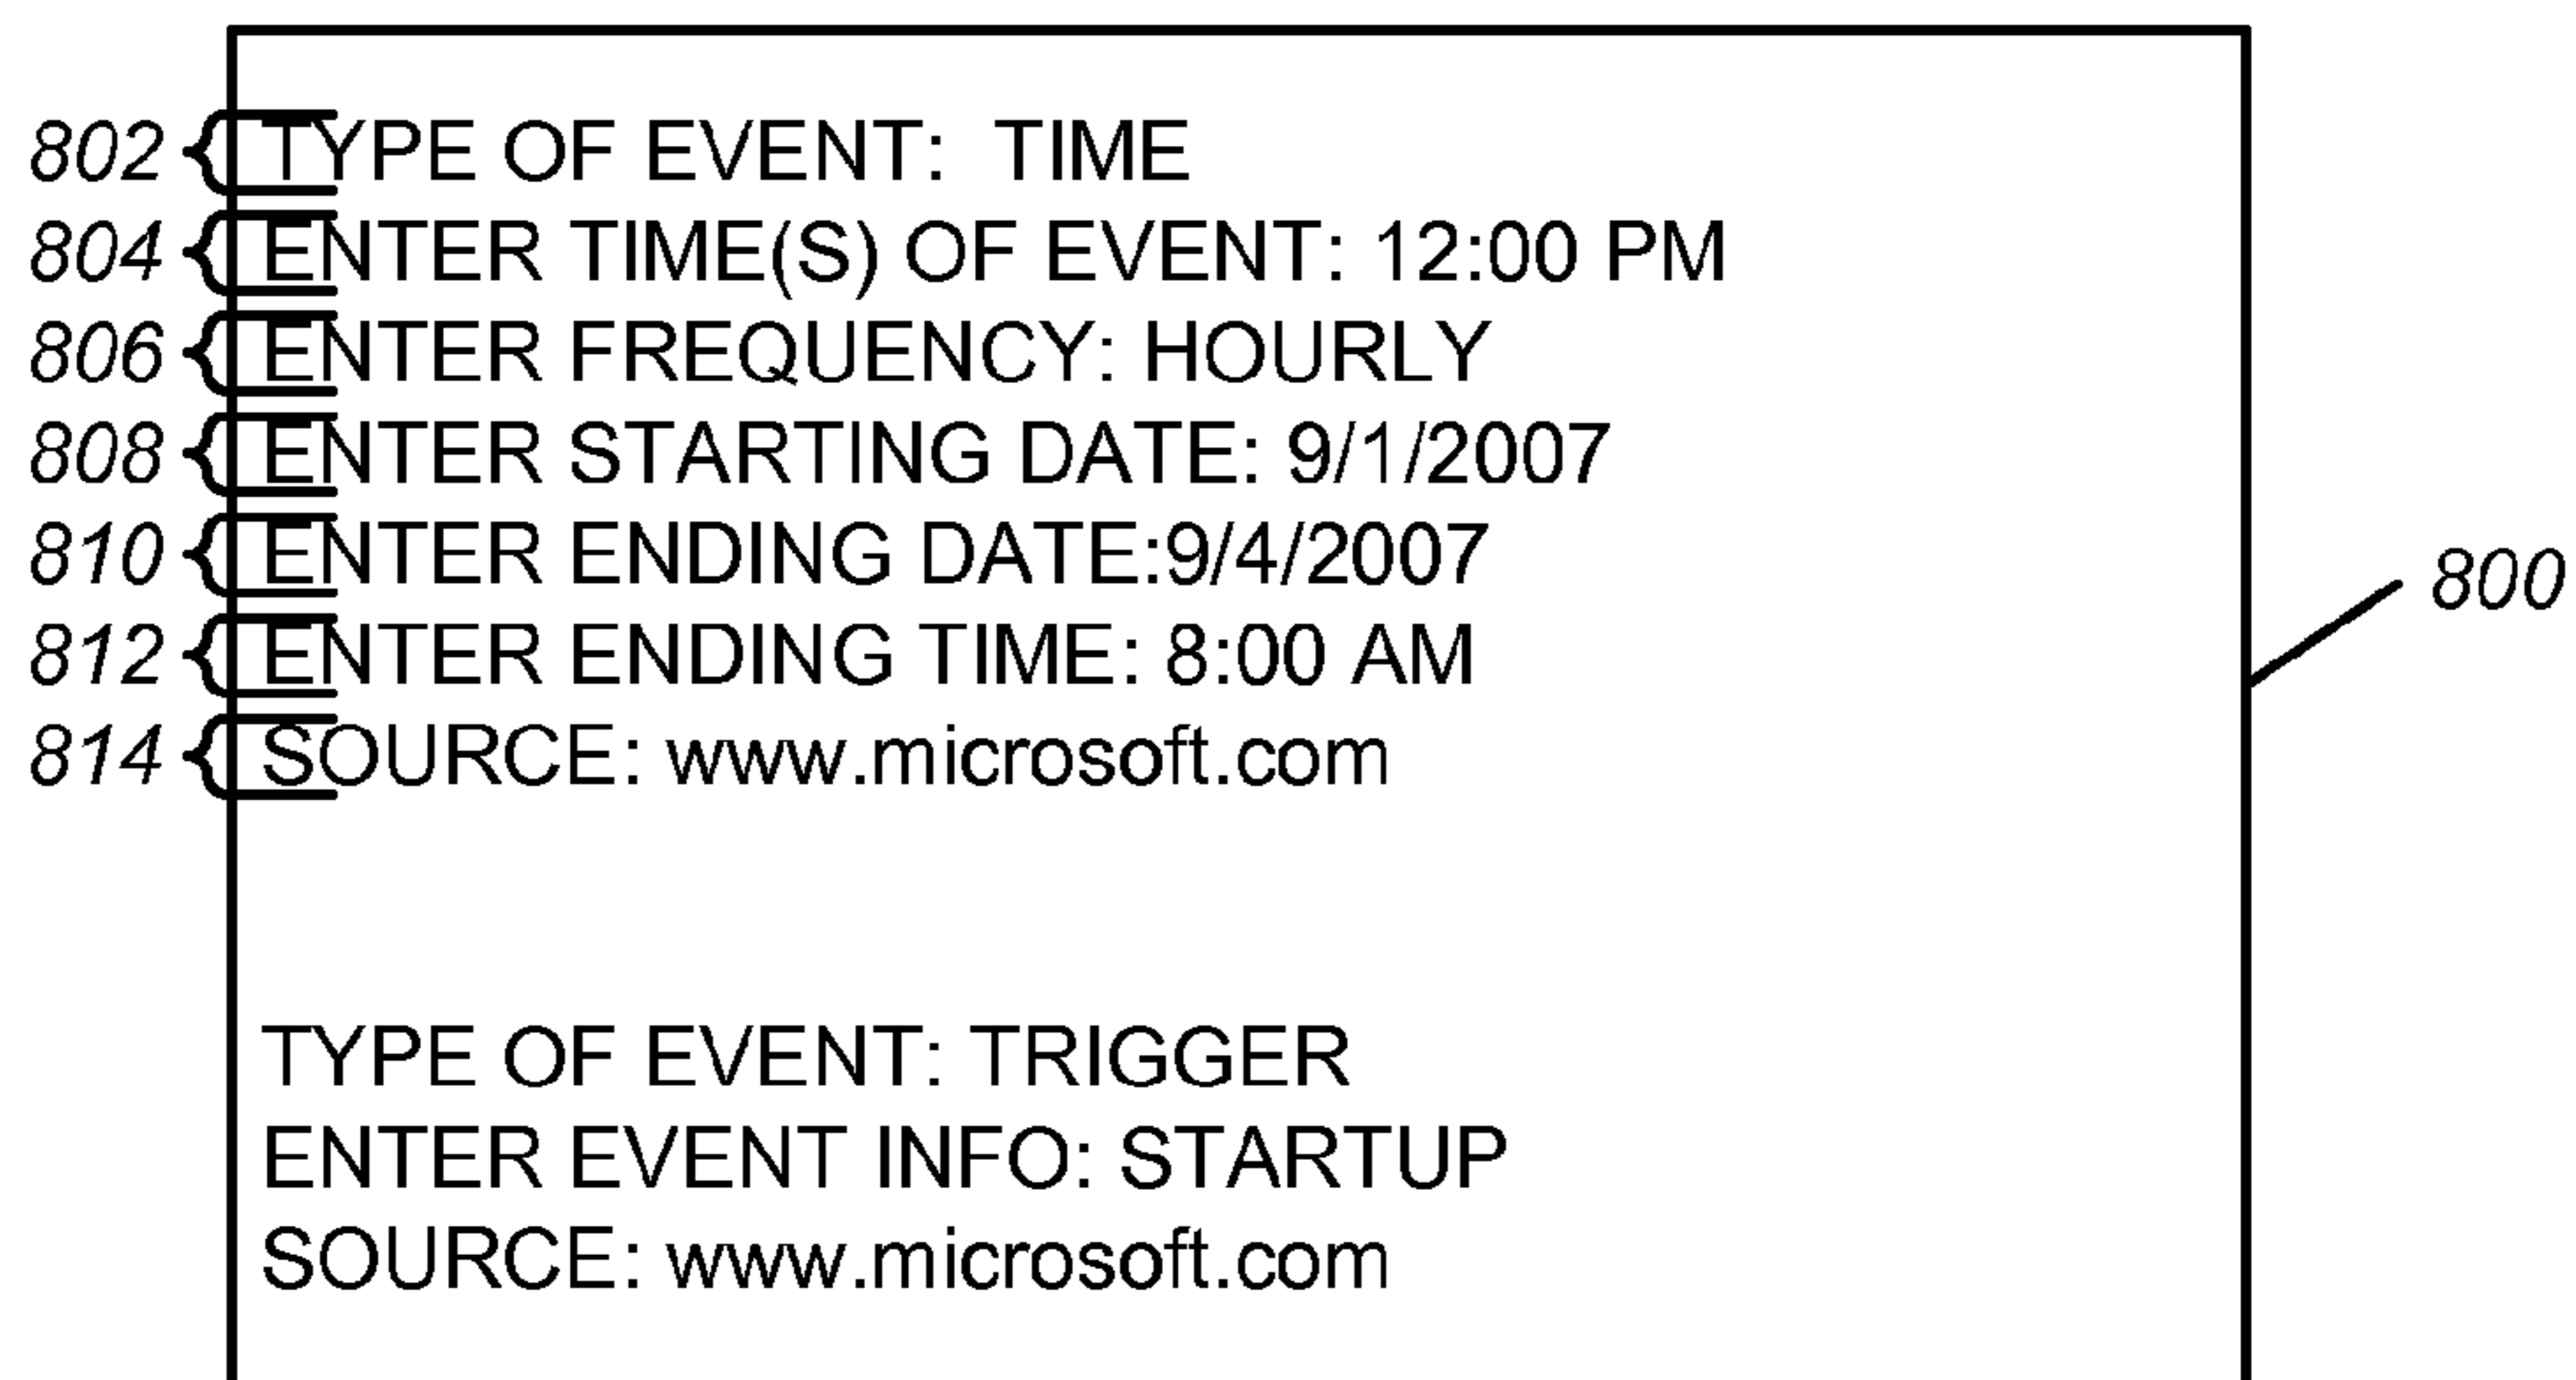 802 TYPE OF EVENT: TIME
804 ENTER TIME(S) OF EVENT: 12:00 PM
806 ENTER FREQUENCY: HOURLY
808 ENTER STARTING DATE: 9/1/2007
810 ENTER ENDING DATE:9/4/2007
800
812 ENTER ENDING TIME: 8:00 AM
814 SOURCE: www.microsoft.com
TYPE OF EVENT: TRIGGER
ENTER EVENT INFO: STARTUP
SOURCE: www.microsoft.com